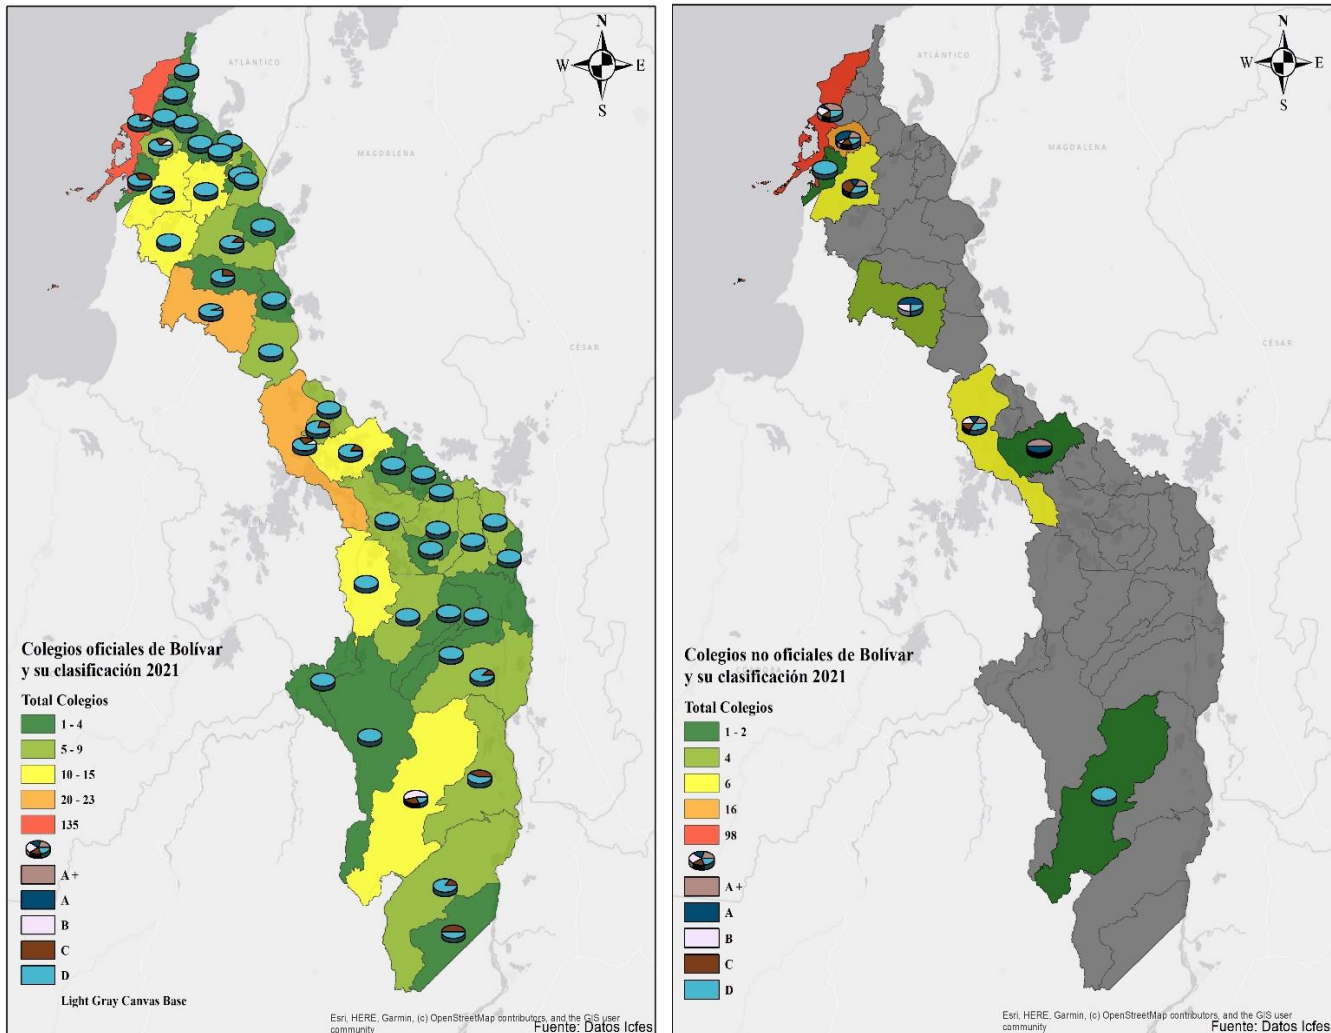 N
W E
S
ATLÁNTICO
MAGDALENA
CÉSAR
Colegios oficiales de Bolívar
y su clasificación 2021
Total Colegios
1 - 4
5 - 9
10 - 15
20 - 23
135
A +
A
B
C
D
Light Gray Canvas Base
Esri, HERE, Garmin, (c) OpenStreetMap contributors, and the GIS user
community
Fuente: Datos Icfes
N
W E
S
ATLÁNTICO
MAGDALENA
CÉSAR
Colegios no oficiales de Bolívar
y su clasificación 2021
Total Colegios
1 - 2
4
6
16
98
A +
A
B
C
D
Esri, HERE, Garmin, (c) OpenStreetMap contributors, and the GIS user
community
Fuente: Datos Icfes